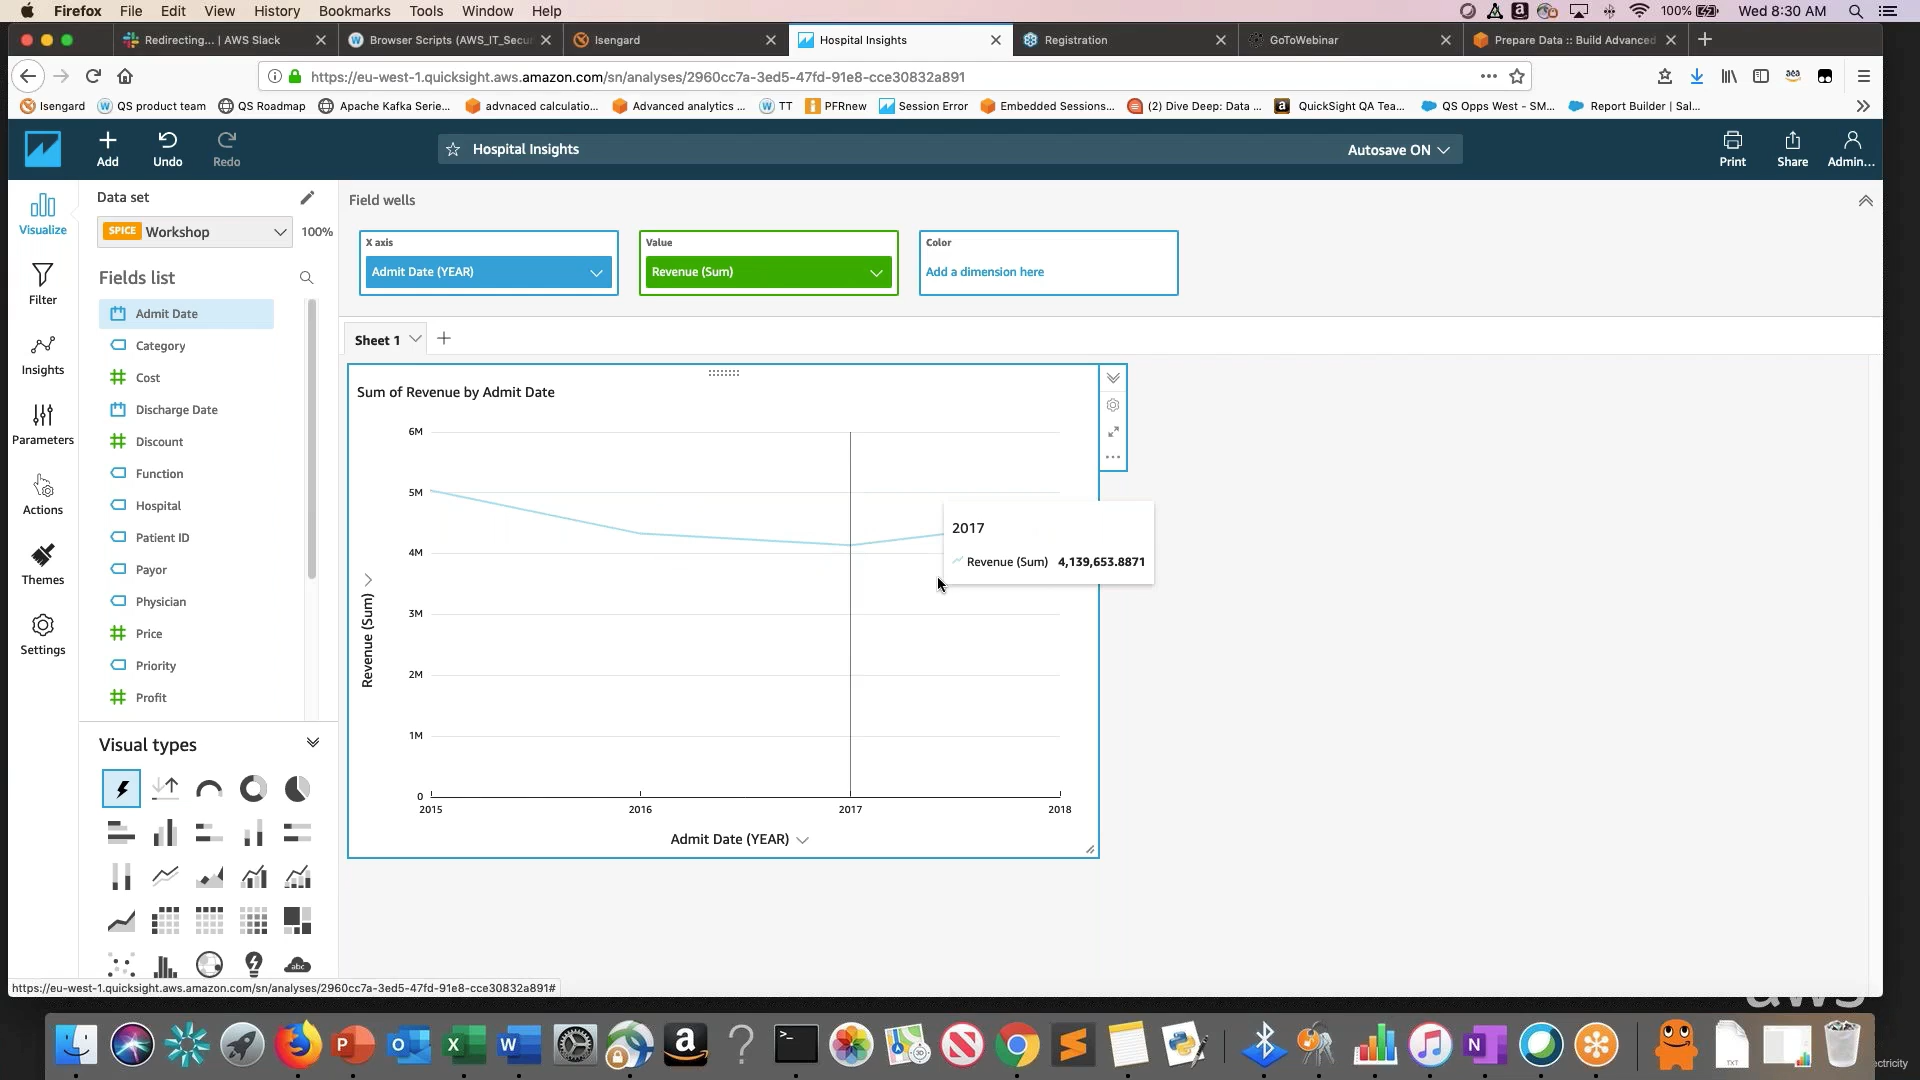 Firefox File Edit View History Bookmarks Tools Window Help 100% Wed 8:30 AM
Redirecting... | AWS Slack
Browser Scripts (AWS_IT_Secu
Isengard
Hospital Insights
Registration
GoToWebinar
Prepare Data :: Build Advanced
https://eu-west-1.quicksight.aws.amazon.com/sn/analyses/2960cc7a-3ed5-47fd-91e8-cce30832a891
Isengard QS product team QS Roadmap Apache Kafka Serie... advnaced calculatio... Advanced analytics ... TT PFRnew Session Error Embedded Sessions... (2) Dive Deep: Data ... QuickSight QA Tea... QS Opps West - SM... Report Builder | Sal...
Add Undo Redo
Hospital Insights
Autosave ON
Print Share Admin...
Visualize
Filter
Insights
Parameters
Actions
Themes
Settings
Data set
SPICE Workshop 100%
Fields list
Admit Date
Category
Cost
Discharge Date
Discount
Function
Hospital
Patient ID
Payor
Physician
Price
Priority
Profit
Visual types
abc
Field wells
X axis
Admit Date (YEAR)
Value
Revenue (Sum)
Color
Add a dimension here
Sheet 1
Sum of Revenue by Admit Date
6M
5M
4M
3M
2M
1M
0
Revenue (Sum)
2015 2016 2017 2018
Admit Date (YEAR)
2017
Revenue (Sum) 4,139,653.8871
https://eu-west-1.quicksight.aws.amazon.com/sn/analyses/2960cc7a-3ed5-47fd-91e8-cce30832a891#
aws
TXT